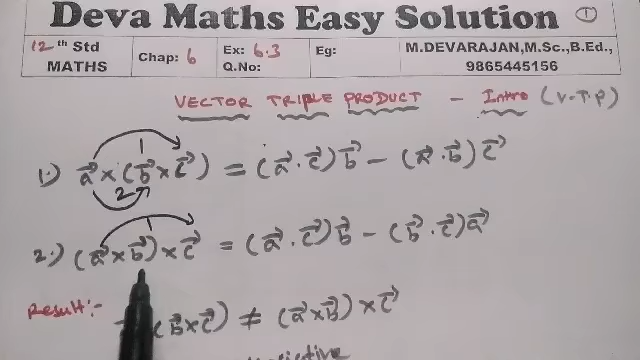 Deva Maths Easy Solution 1
12th Std MATHS Chap: 6 Ex: 6.3 Q.No: Eg: M.DEVARAJAN,M.Sc.,B.Ed., 9865445156
VECTOR TRIPLE PRODUCT - Intro (V.T.P)
1.) a⃗ × (b⃗ × c⃗) = (a⃗ · c⃗) b⃗ - (a⃗ · b⃗) c⃗
1
2
2.) (a⃗ × b⃗) × c⃗ = (a⃗ · c⃗) b⃗ - (b⃗ · c⃗) a⃗
1
Result:-
(b⃗ × c⃗) ≠ (a⃗ × b⃗) × c⃗